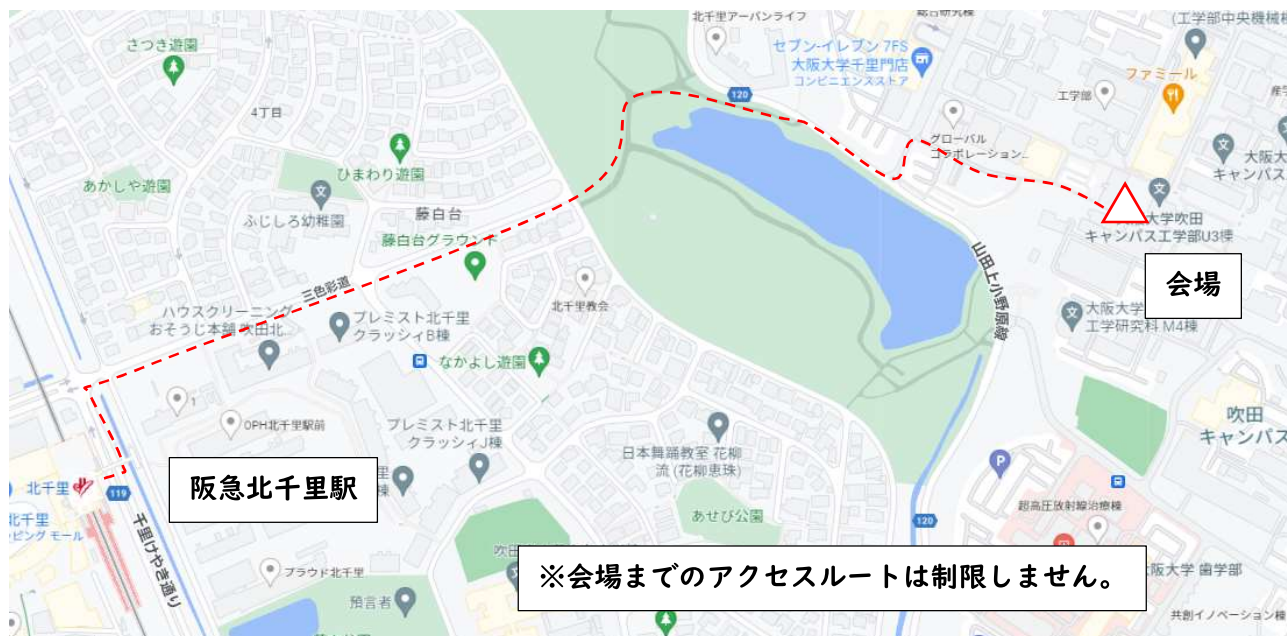 北千里アーバンライフ
(工学部中央機械棟
さつき遊園
セブン-イレブン 7FS
大阪大学千里門店
コンビニエンスストア
ファミール
120
工学部
4丁目
グローバル
コラボレーション...
ひまわり遊園
大阪大
キャンパス
あかしや遊園
ふじしろ幼稚園
藤白台
藤白台グラウンド
大学吹田
キャンパス工学部U3棟
山田上小野原線
会場
三色彩道
北千里教会
ハウスクリーニング
おそうじ本舗 吹田北...
プレミスト北千里
クラッシィB棟
大阪大学
工学研究科 M4棟
なかよし遊園
1
OPH北千里駅前
プレミスト北千里
クラッシィJ棟
日本舞踊教室 花柳
流 (花柳恵珠)
吹田
キャンパス
阪急北千里駅
北千里
119
北千里
ピング モール
千里けやき通り
あせび公園
超高圧放射線治療棟
120
プラウド北千里
吹田
※会場までのアクセスルートは制限しません。
阪大学 歯学部
預言者
共創イノベーション棟